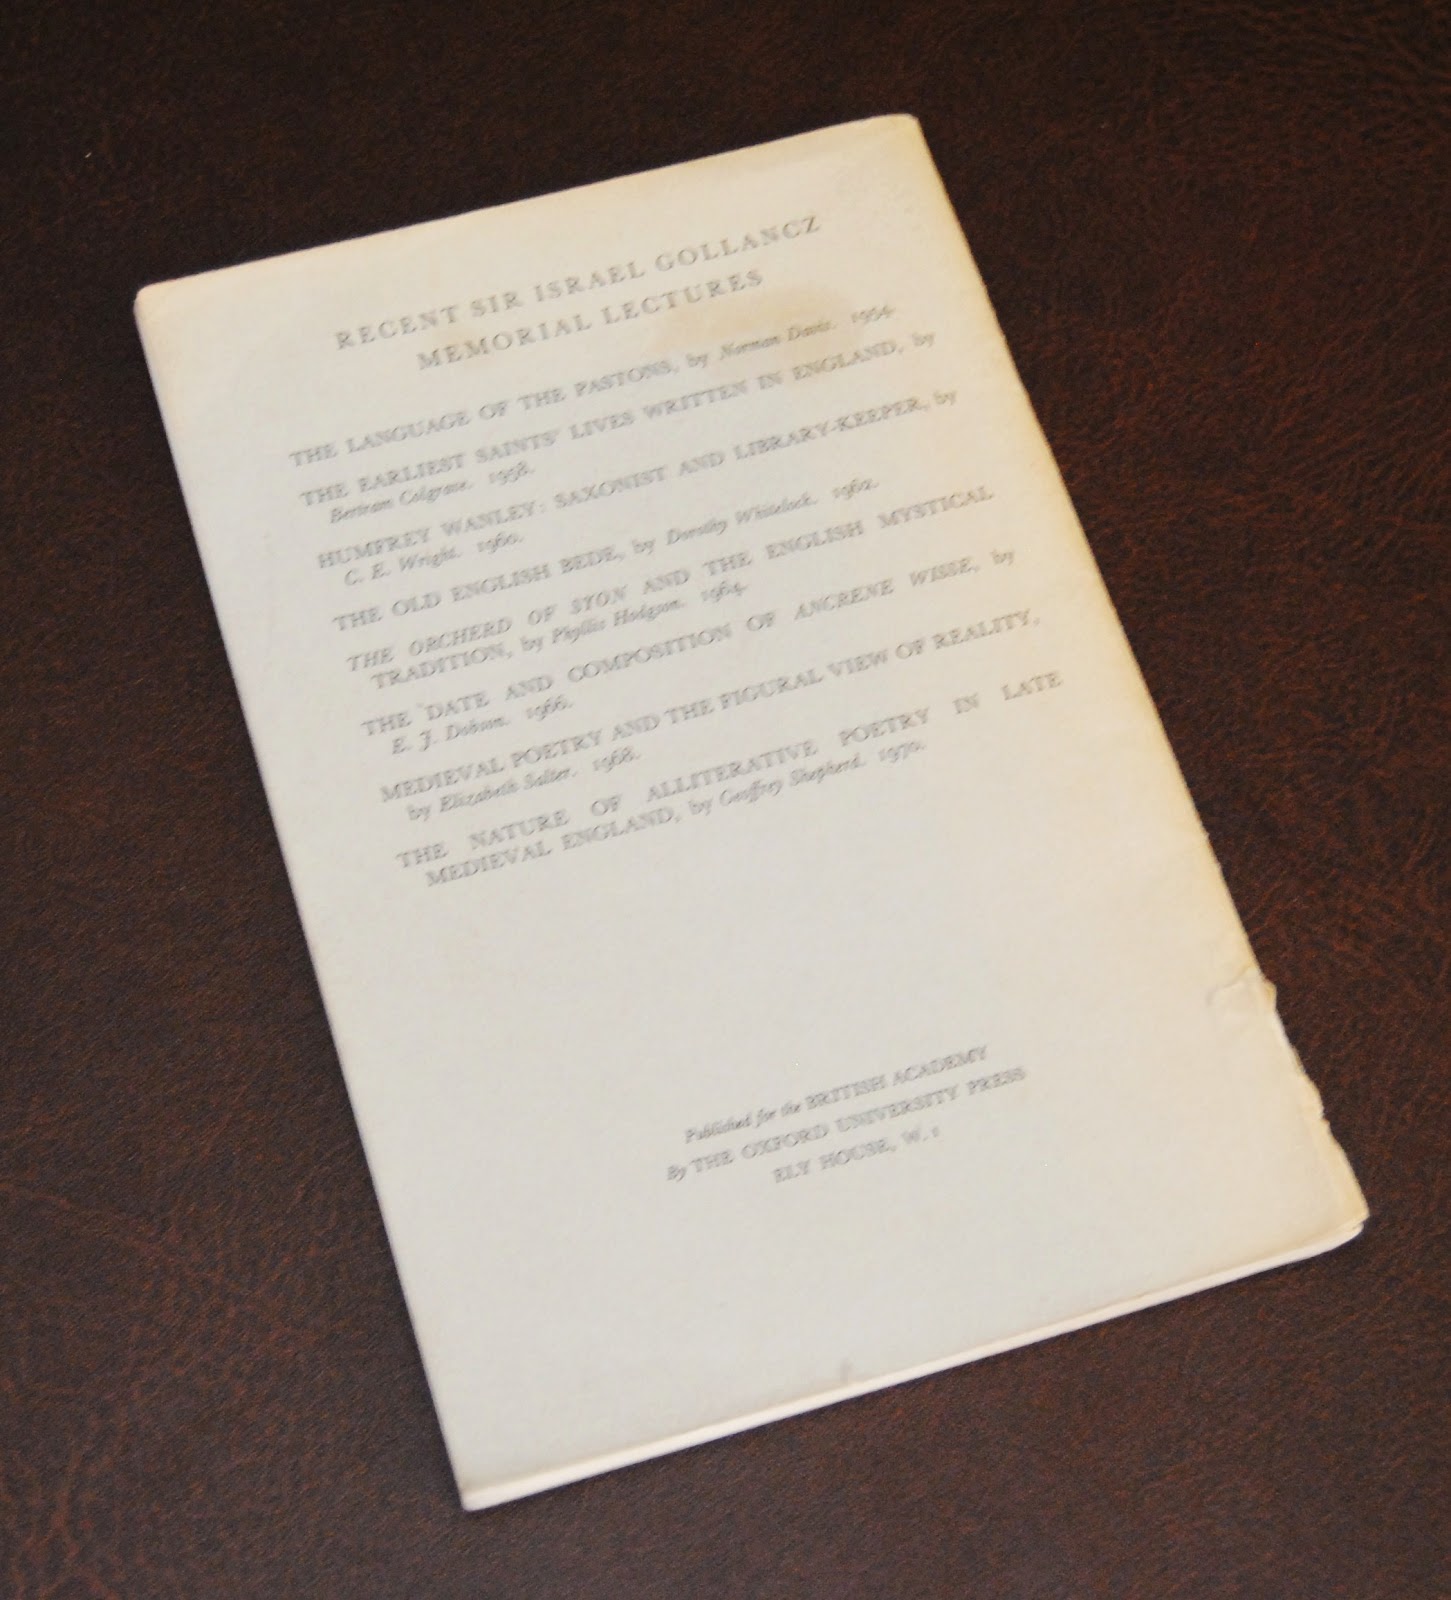 RECENT SIR ISRAEL GOLLANCZ
MEMORIAL LECTURES
THE LANGUAGE OF THE PASTONS, by Norman Davis. 1954.
THE EARLIEST SAINTS' LIVES WRITTEN IN ENGLAND, by
Bertram Colgrave. 1958.
HUMFREY WANLEY: SAXONIST AND LIBRARY-KEEPER, by
C. E. Wright. 1960.
THE OLD ENGLISH BEDE, by Dorothy Whitelock. 1962.
THE ORCHERD OF SYON AND THE ENGLISH MYSTICAL
TRADITION, by Phyllis Hodgson. 1964.
THE DATE AND COMPOSITION OF ANCRENE WISSE, by
E. J. Dobson. 1966.
MEDIEVAL POETRY AND THE FIGURAL VIEW OF REALITY,
by Elizabeth Salter. 1968.
THE NATURE OF ALLITERATIVE POETRY IN LATE
MEDIEVAL ENGLAND, by Geoffrey Shepherd. 1970.
Published for the BRITISH ACADEMY
By THE OXFORD UNIVERSITY PRESS
ELY HOUSE, W. 1